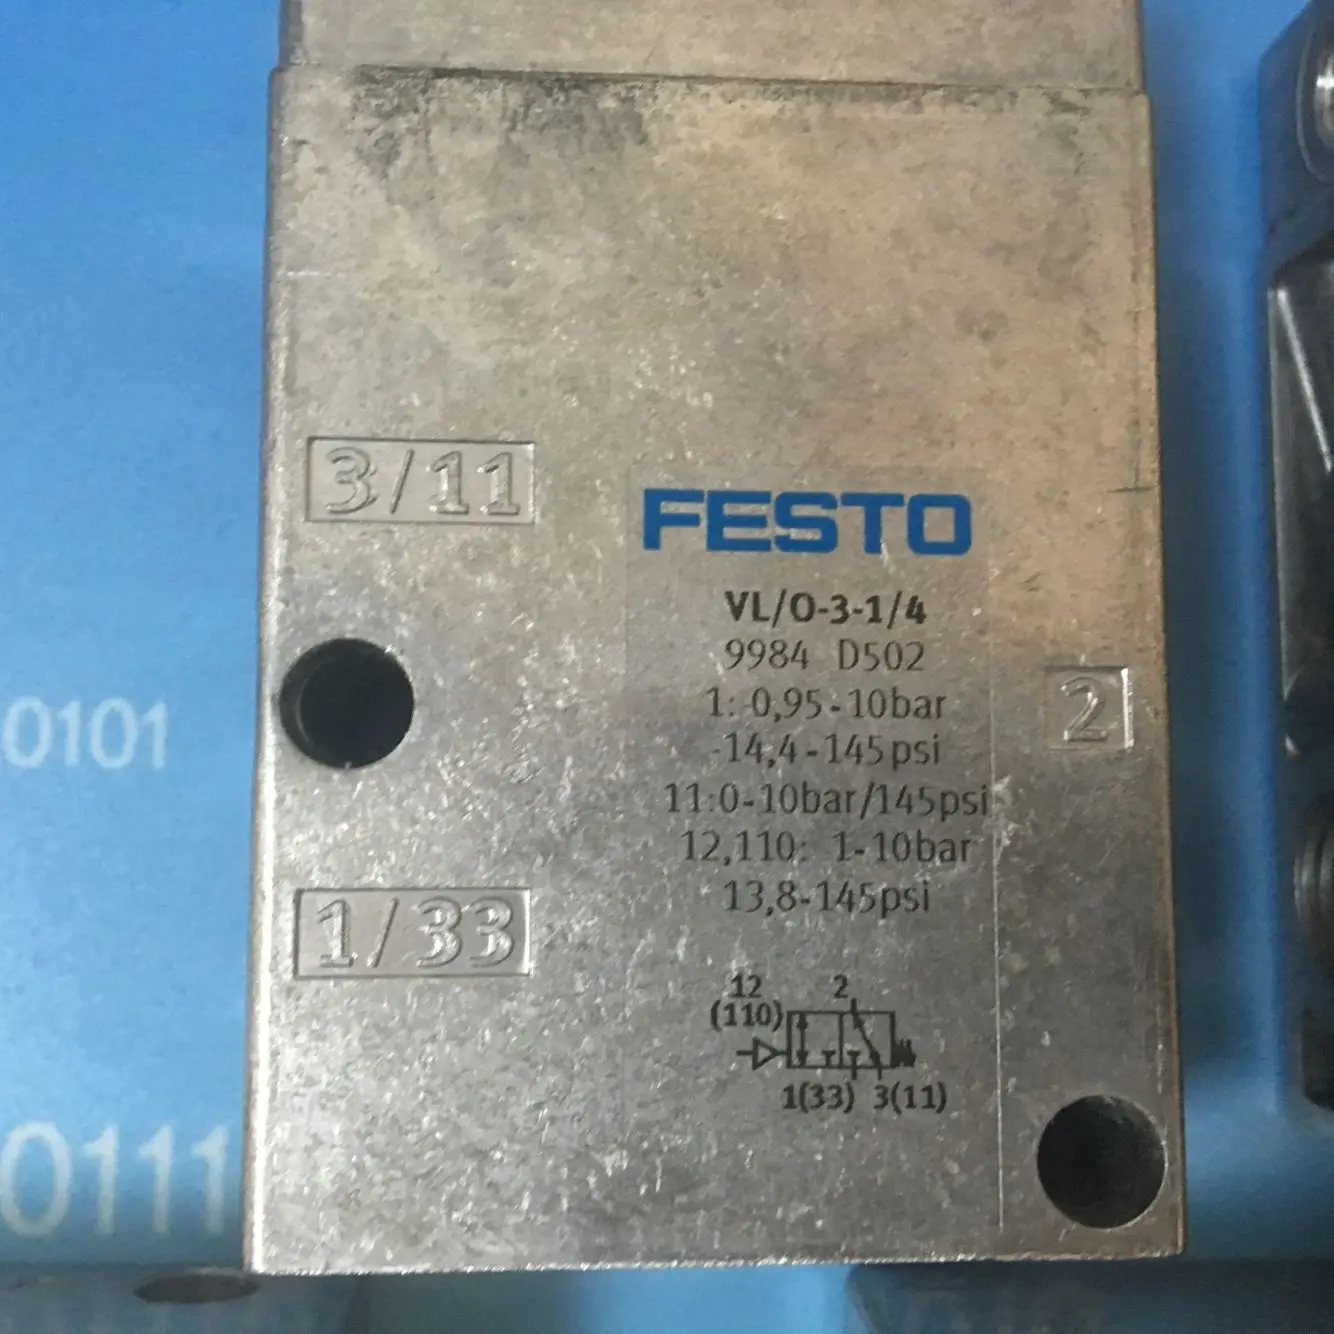 3/11
FESTO
VL/O-3-1/4
9984 D502
1:-0,95-10bar
-14,4-145psi
11:0-10bar/145psi
12,110: 1-10bar
13,8-145psi
2
0101
1/33
12 2
(110)
1(33) 3(11)
0111